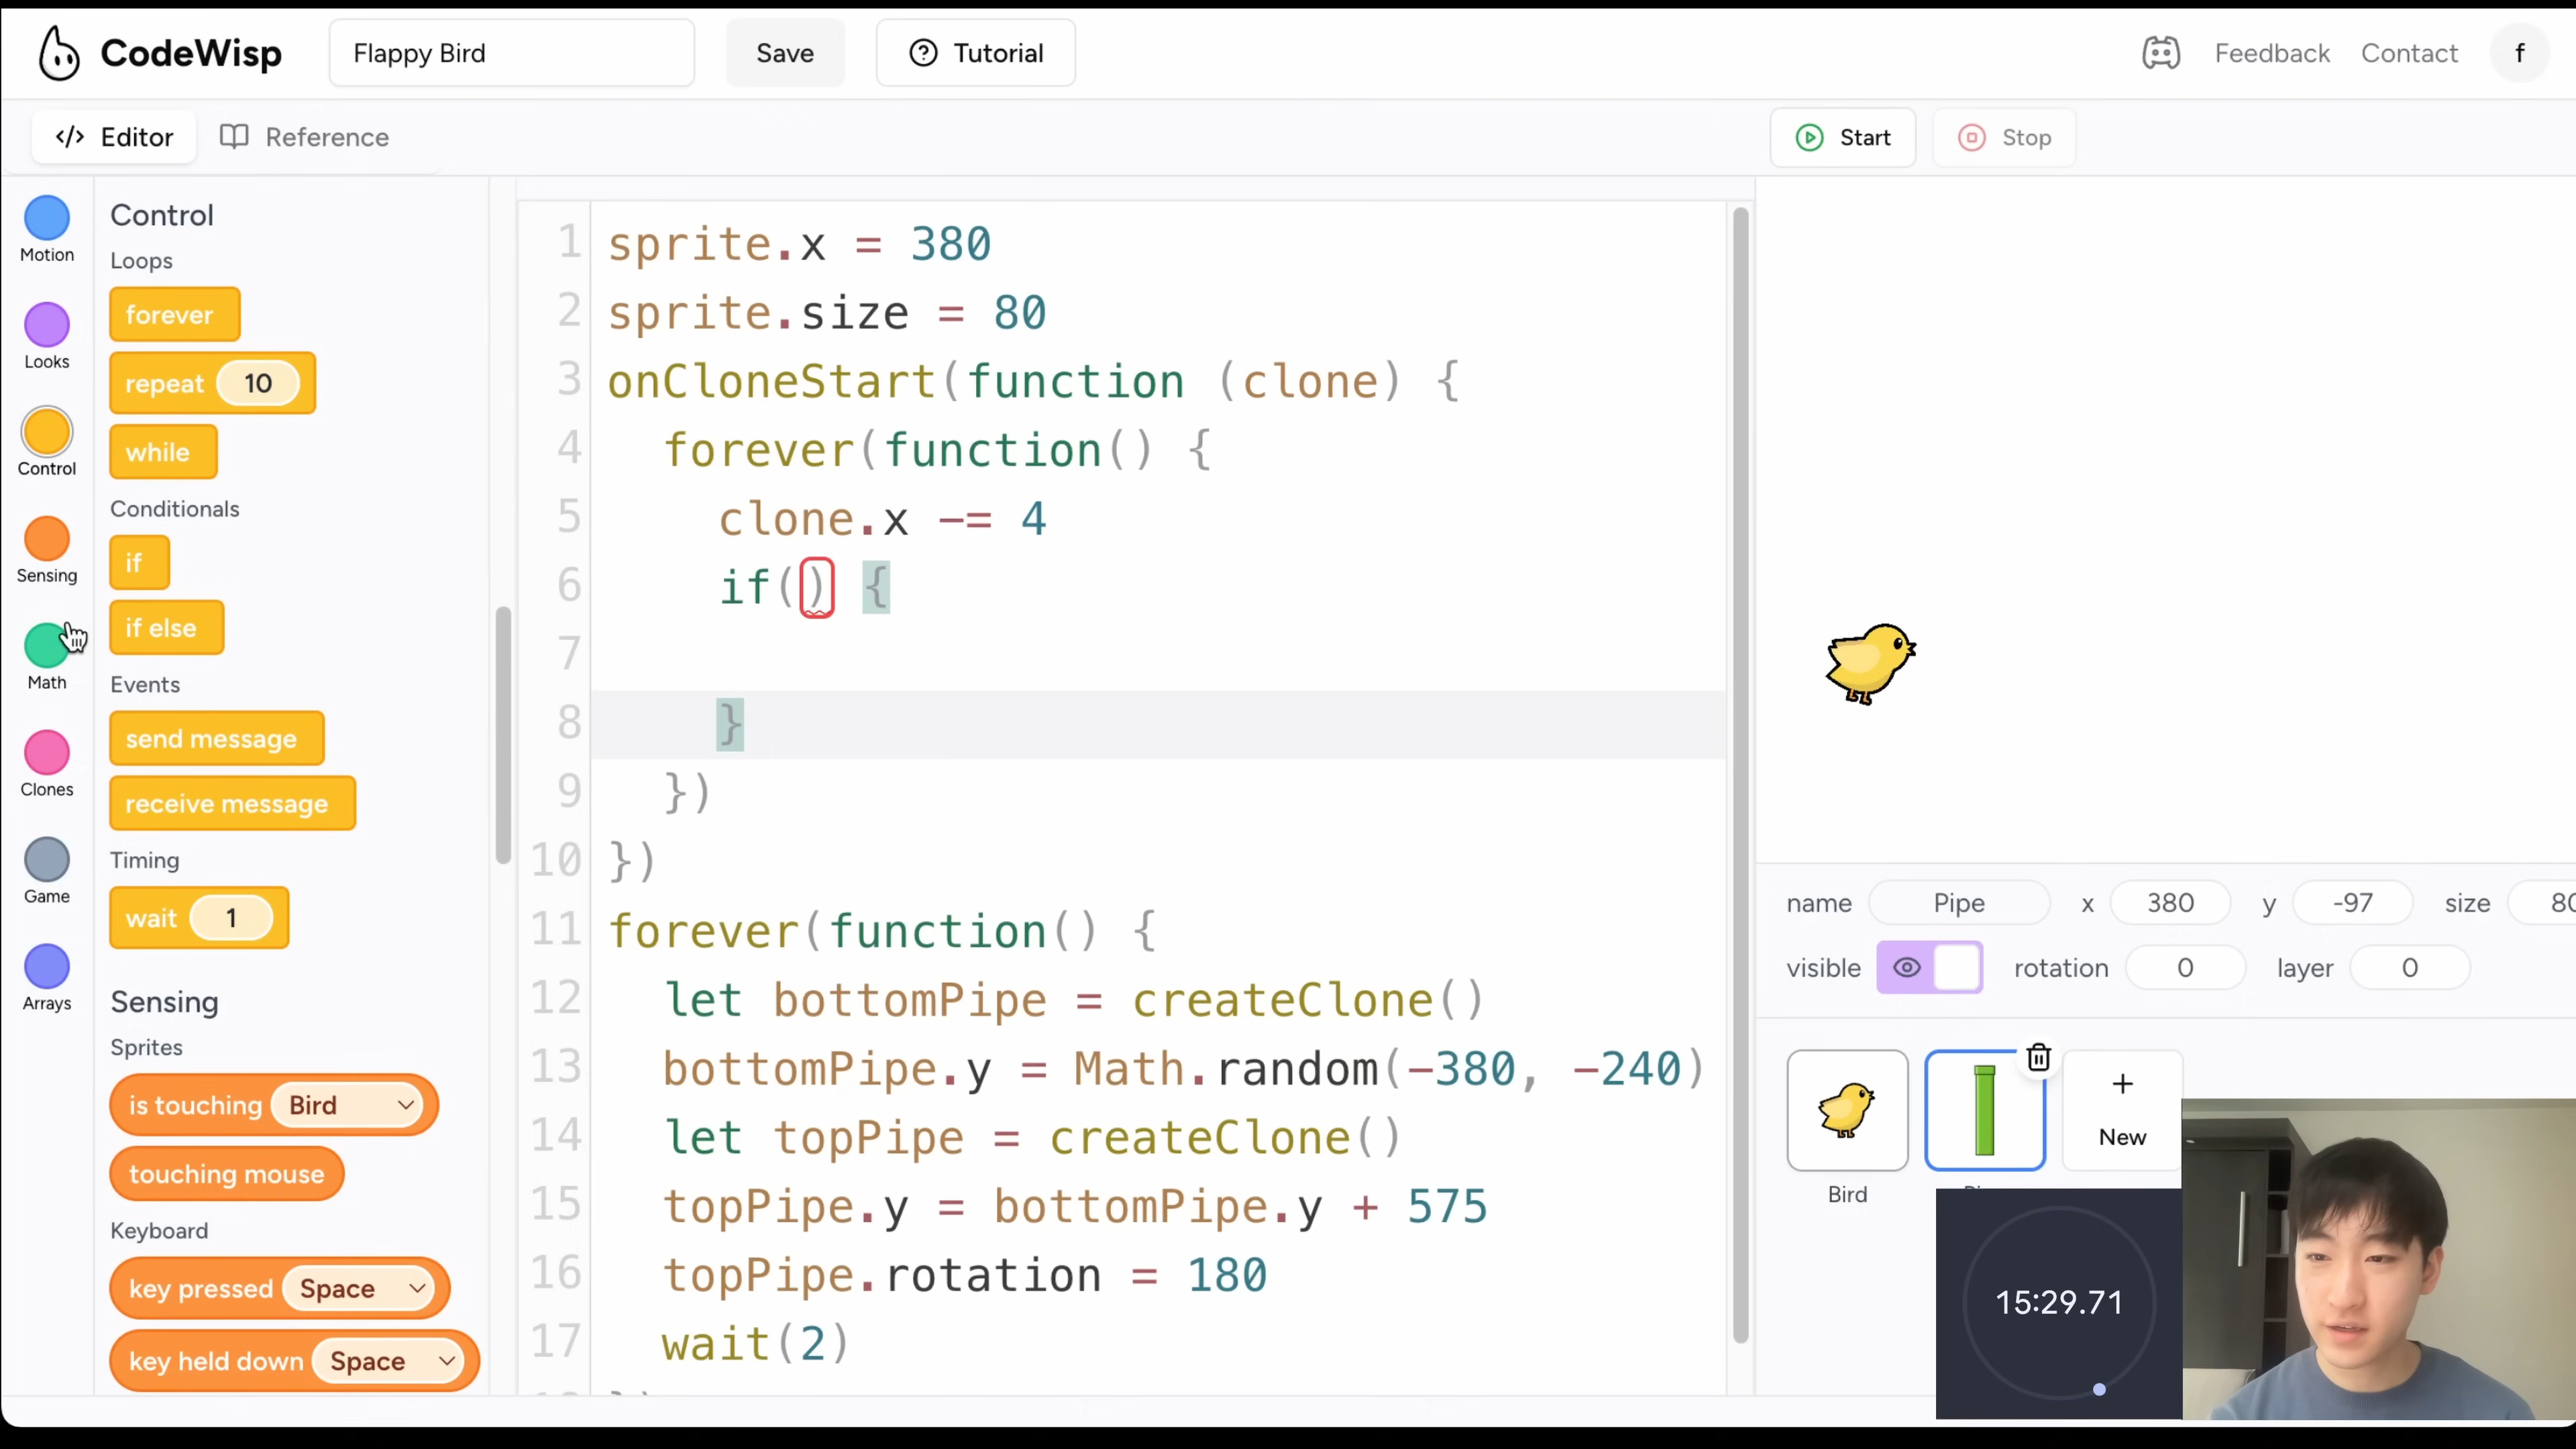 CodeWisp
Flappy Bird
Save
Tutorial
Feedback
Contact
f
Editor
Reference
Start
Stop
Motion
Looks
Control
Sensing
Math
Clones
Game
Arrays
Control
Loops
forever
repeat 10
while
Conditionals
if
if else
Events
send message
receive message
Timing
wait 1
Sensing
Sprites
is touching Bird
touching mouse
Keyboard
key pressed Space
key held down Space
1 sprite.x = 380
2 sprite.size = 80
3 onCloneStart(function (clone) {
4 forever(function() {
5 clone.x -= 4
6 if() {
7
8 }
9 })
10 })
11 forever(function() {
12 let bottomPipe = createClone()
13 bottomPipe.y = Math.random(-380, -240)
14 let topPipe = createClone()
15 topPipe.y = bottomPipe.y + 575
16 topPipe.rotation = 180
17 wait(2)
name Pipe x 380 y -97 size
visible rotation 0 layer 0
Bird
+
New
15:29.71